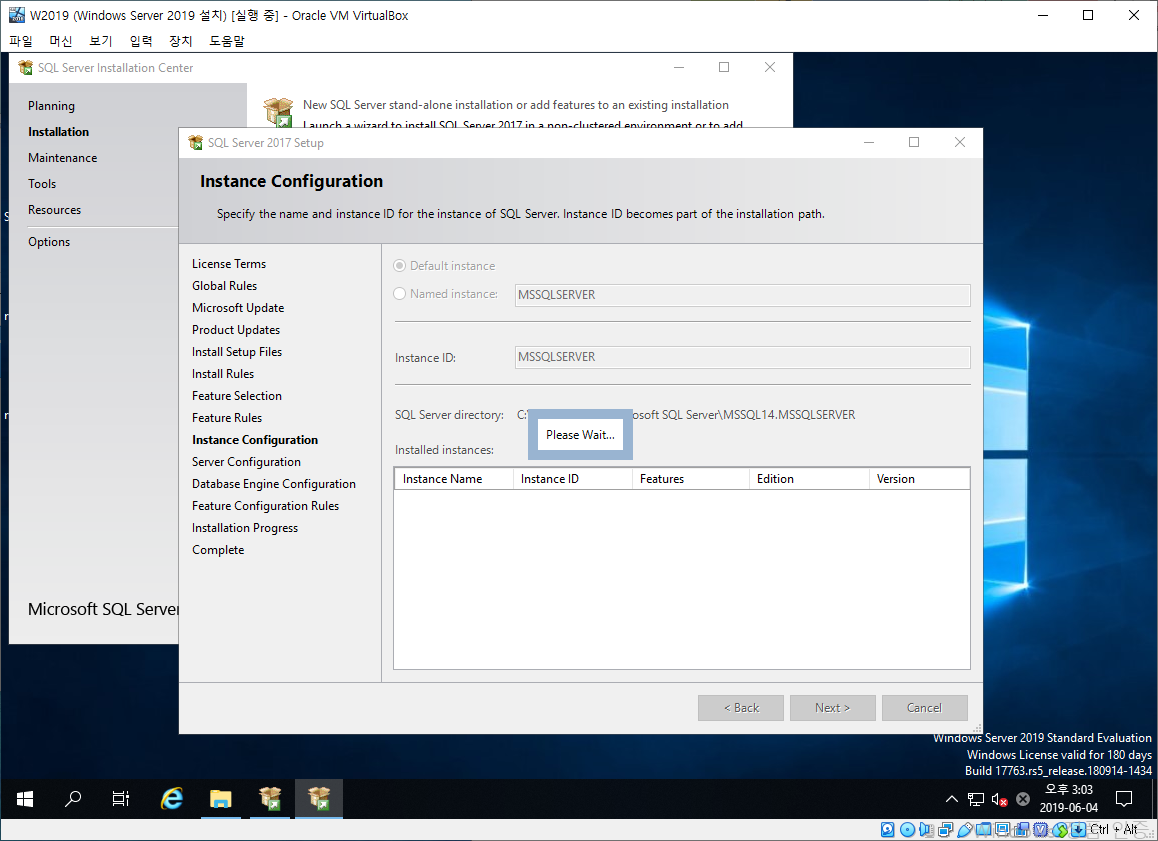 W2019 (Windows Server 2019 설치) [실행 중] - Oracle VM VirtualBox
파일 머신 보기 입력 장치 도움말
SQL Server Installation Center
Planning
Installation
Maintenance
Tools
Resources
Options
Microsoft SQL Server
New SQL Server stand-alone installation or add features to an existing installation
Launch a wizard to install SQL Server 2017 in a non-clustered environment or to add
SQL Server 2017 Setup
Instance Configuration
Specify the name and instance ID for the instance of SQL Server. Instance ID becomes part of the installation path.
License Terms
Global Rules
Microsoft Update
Product Updates
Install Setup Files
Install Rules
Feature Selection
Feature Rules
Instance Configuration
Server Configuration
Database Engine Configuration
Feature Configuration Rules
Installation Progress
Complete
Default instance
Named instance: MSSQLSERVER
Instance ID: MSSQLSERVER
SQL Server directory: C:\ osoft SQL Server\MSSQL14.MSSQLSERVER
Please Wait...
Installed instances:
Instance Name Instance ID Features Edition Version
< Back Next > Cancel
Windows Server 2019 Standard Evaluation
Windows License valid for 180 days
Build 17763.rs5_release.180914-1434
오후 3:03
2019-06-04
Ctrl + Alt